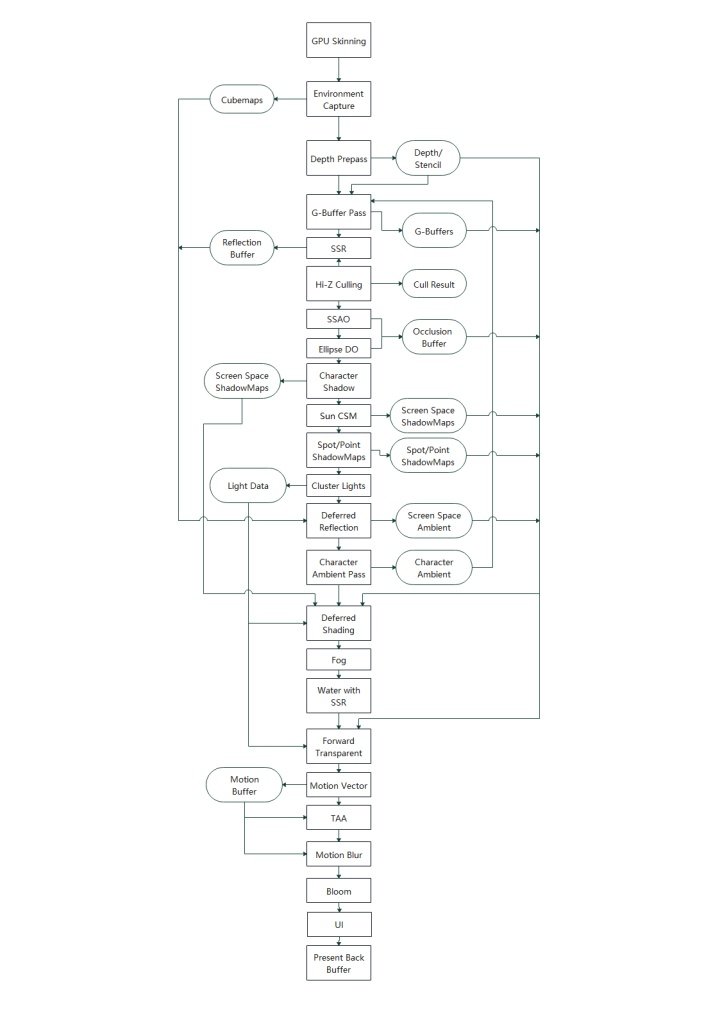 GPU Skinning
Environment
Capture
Cubemaps
Depth Prepass
Depth/
Stencil
G-Buffer Pass
G-Buffers
SSR
Reflection
Buffer
Hi-Z Culling
Cull Result
SSAO
Occlusion
Buffer
Ellipse DO
Screen Space
ShadowMaps
Character
Shadow
Sun CSM
Screen Space
ShadowMaps
Spot/Point
ShadowMaps
Spot/Point
ShadowMaps
Light Data
Cluster Lights
Deferred
Reflection
Screen Space
Ambient
Character
Ambient Pass
Character
Ambient
Deferred
Shading
Fog
Water with
SSR
Forward
Transparent
Motion
Buffer
Motion Vector
TAA
Motion Blur
Bloom
UI
Present Back
Buffer